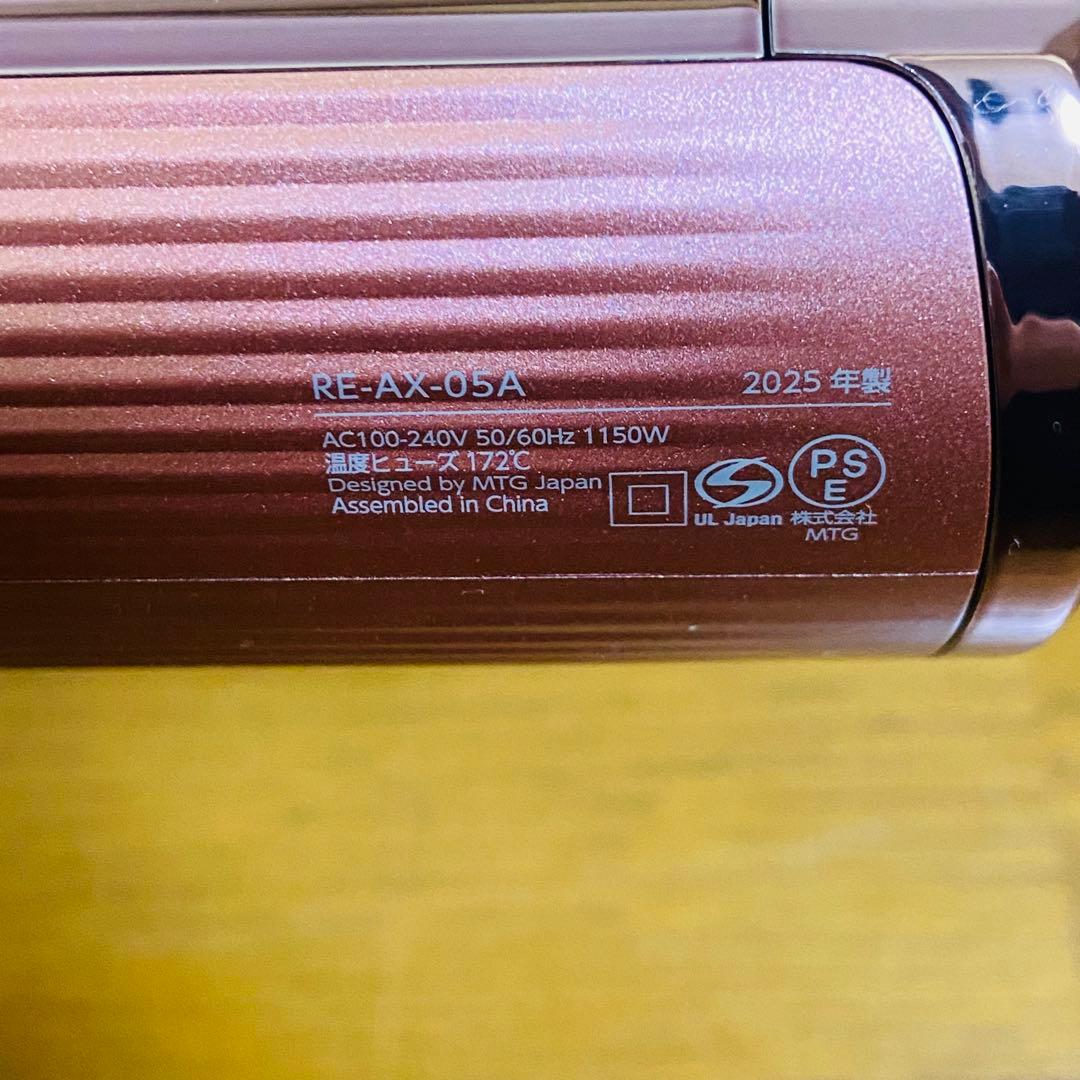 RE-AX-05A 2025 年製
AC100-240V 50/60Hz 1150W
温度ヒューズ 172℃
Designed by MTG Japan
Assembled in China
PS
E
UL Japan 株式会社
MTG